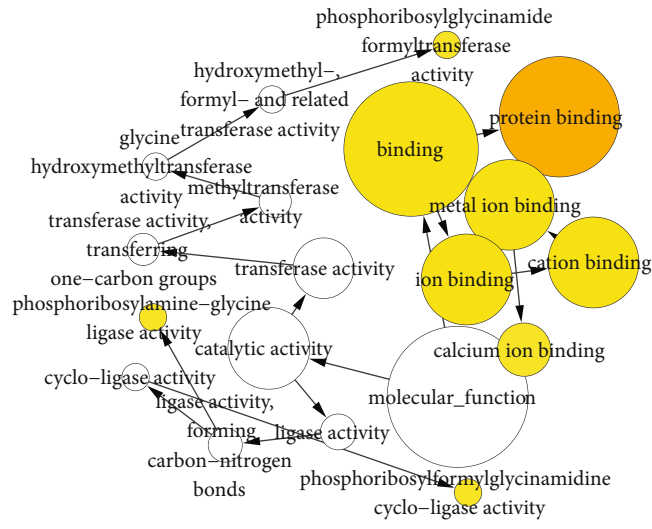 phosphoribosylglycinamide
formyltransferase
activity
hydroxymethyl−,
formyl− and related
transferase activity
protein binding
binding
glycine
hydroxymethyltransferase
activity
methyltransferase
activity
metal ion binding
transferase activity,
transferring
one−carbon groups
transferase activity
ion binding
cation binding
phosphoribosylamine−glycine
ligase activity
catalytic activity
calcium ion binding
cyclo−ligase activity
molecular_function
ligase activity,
forming
carbon−nitrogen
bonds
ligase activity
phosphoribosylformylglycinamidine
cyclo−ligase activity